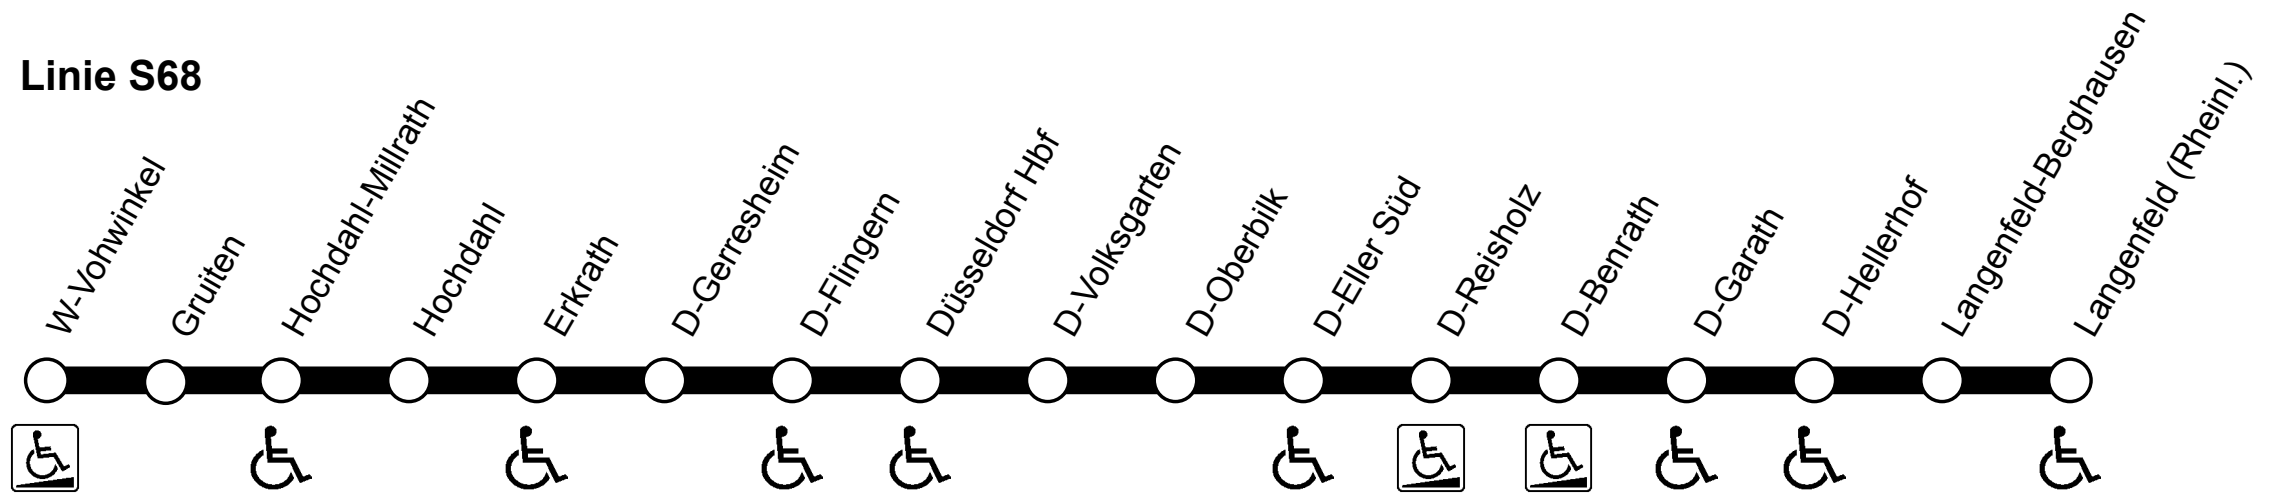 Linie S68
W-Vohwinkel
Gruiten
Hochdahl-Millrath
Hochdahl
Erkrath
D-Gerresheim
D-Flingern
Düsseldorf Hbf
D-Volksgarten
D-Oberbilk
D-Eller Süd
D-Reisholz
D-Benrath
D-Garath
D-Hellerhof
Langenfeld-Berghausen
Langenfeld (Rheinl.)